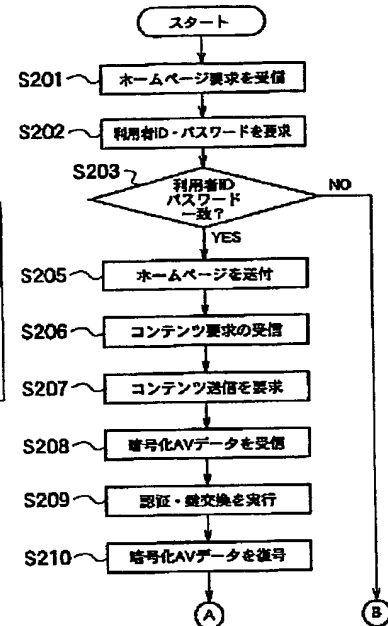 スタート
S201 ホームページ要求を受信
S202 利用者ID・パスワードを要求
S203
利用者ID
パスワード
一致?
NO
YES
S205 ホームページを送付
S206 コンテンツ要求の受信
S207 コンテンツ送信を要求
S208 暗号化AVデータを受信
S209 認証・鍵交換を実行
S210 暗号化AVデータを復号
A B